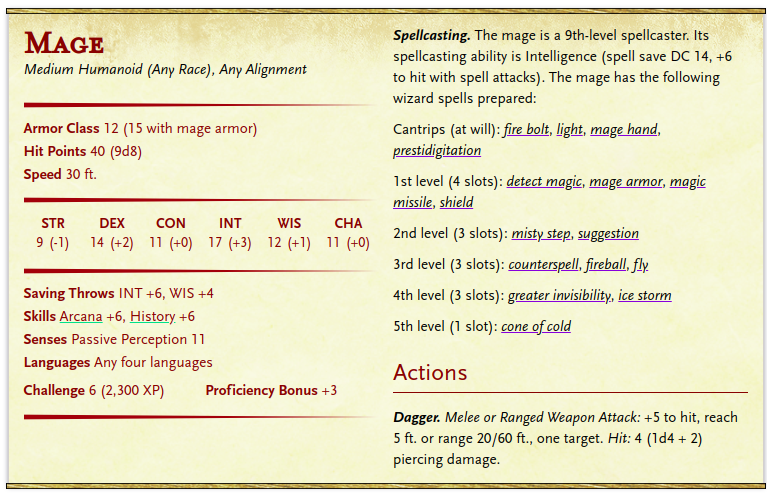 Mage
Medium Humanoid (Any Race), Any Alignment
Armor Class 12 (15 with mage armor)
Hit Points 40 (9d8)
Speed 30 ft.
STR DEX CON INT WIS CHA
9 (-1) 14 (+2) 11 (+0) 17 (+3) 12 (+1) 11 (+0)
Saving Throws INT +6, WIS +4
Skills Arcana +6, History +6
Senses Passive Perception 11
Languages Any four languages
Challenge 6 (2,300 XP) Proficiency Bonus +3
Spellcasting. The mage is a 9th-level spellcaster. Its
spellcasting ability is Intelligence (spell save DC 14, +6
to hit with spell attacks). The mage has the following
wizard spells prepared:
Cantrips (at will): fire bolt, light, mage hand,
prestidigitation
1st level (4 slots): detect magic, mage armor, magic
missile, shield
2nd level (3 slots): misty step, suggestion
3rd level (3 slots): counterspell, fireball, fly
4th level (3 slots): greater invisibility, ice storm
5th level (1 slot): cone of cold
Actions
Dagger. Melee or Ranged Weapon Attack: +5 to hit, reach
5 ft. or range 20/60 ft., one target. Hit: 4 (1d4 + 2)
piercing damage.